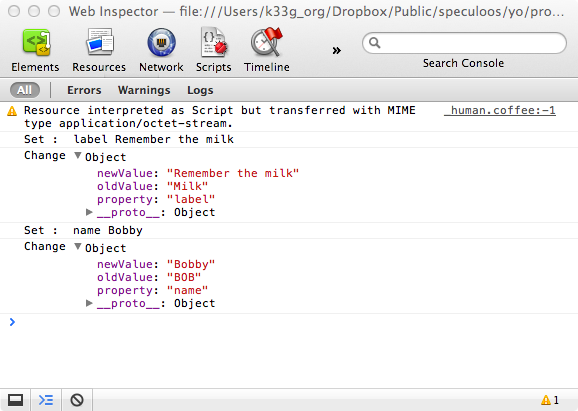 Web Inspector — file:///Users/k33g_org/Dropbox/Public/speculoos/yo/pro...
Elements Resources Network Scripts Timeline » Search Console
All Errors Warnings Logs
Resource interpreted as Script but transferred with MIME _human.coffee:-1
type application/octet-stream.
Set : label Remember the milk
Change ▼Object
newValue: "Remember the milk"
oldValue: "Milk"
property: "label"
▶__proto__: Object
Set : name Bobby
Change ▼Object
newValue: "Bobby"
oldValue: "BOB"
property: "name"
▶__proto__: Object
>
1